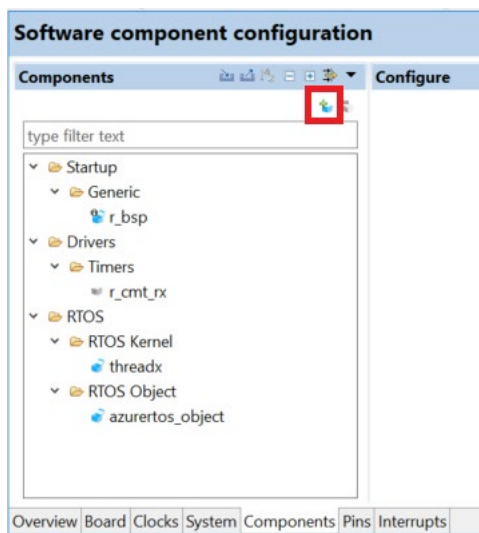 Software component configuration
Components
Configure
type filter text
Startup
Generic
r_bsp
Drivers
Timers
r_cmt_rx
RTOS
RTOS Kernel
threadx
RTOS Object
azurertos_object
Overview Board Clocks System Components Pins Interrupts